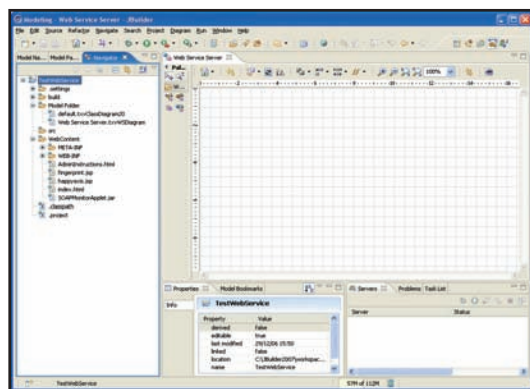 Modeling - Web Service Server - JBuilder
File Edit Source Refactor Navigate Search Project Diagram Run Window Help
Model Na... Model Pa... Navigator
Web Service Server
Pal...
100%
TestWebService
.settings
build
Model Folder
default.txvClassDiagramJ5
Web Service Server.txvWSDiagram
src
WebContent
META-INF
WEB-INF
AdminInstructions.html
fingerprint.jsp
happyaxis.jsp
index.html
SOAPMonitorApplet.jar
.classpath
.project
Properties Model Bookmarks
Servers Problems Task List
Info
TestWebService
Server Status
Property Value
derived false
editable true
last modified 29/12/06 15:50
linked false
location C:\JBuilder2007\workspac...
name TestWebService
TestWebService
57M of 112M